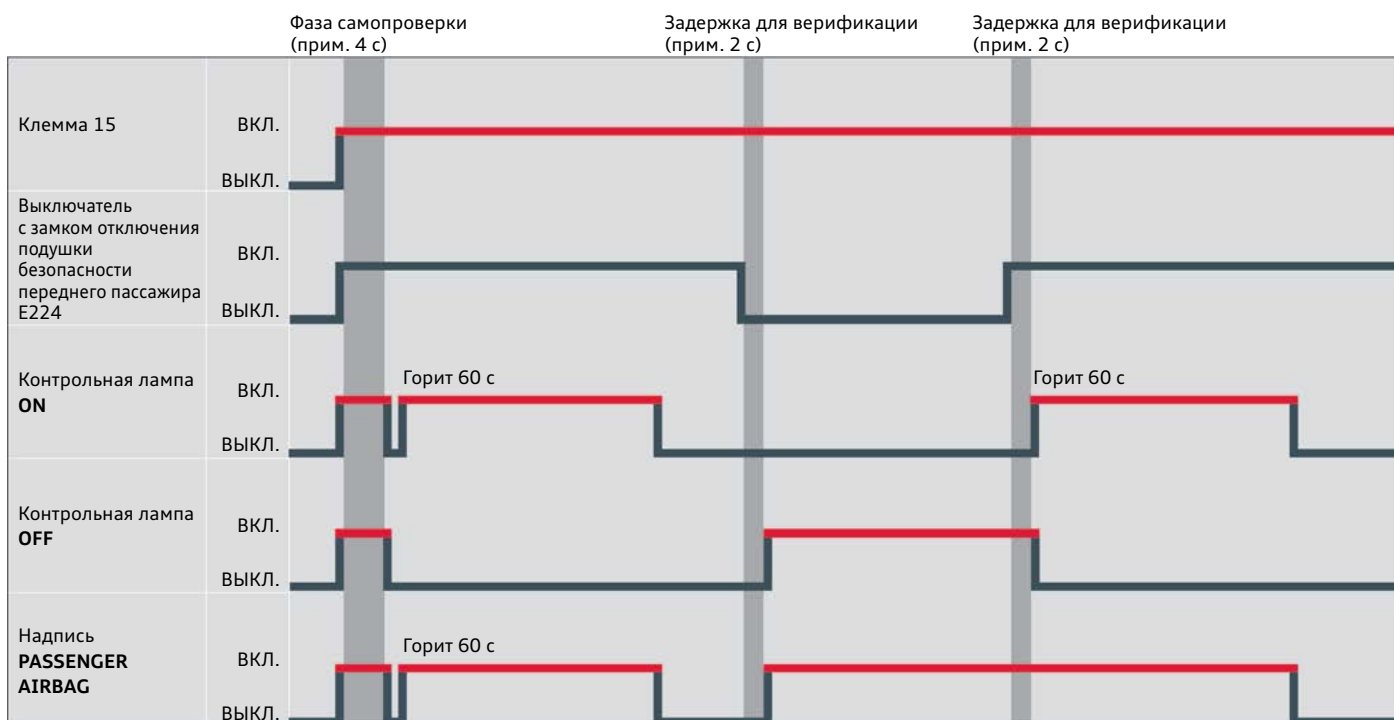 Фаза самопроверки
(прим. 4 с)
Задержка для верификации
(прим. 2 с)
Задержка для верификации
(прим. 2 с)
Клемма 15
ВКЛ.
ВЫКЛ.
Выключатель
с замком отключения
подушки
безопасности
переднего пассажира
E224
ВКЛ.
ВЫКЛ.
Контрольная лампа
ON
ВКЛ.
ВЫКЛ.
Горит 60 с
Горит 60 с
Контрольная лампа
OFF
ВКЛ.
ВЫКЛ.
Надпись
PASSENGER
AIRBAG
ВКЛ.
ВЫКЛ.
Горит 60 с